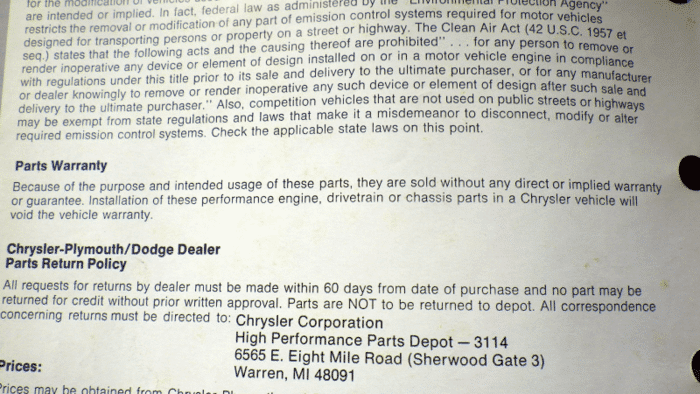 for the modification of vehicles
by the "Environmental Protection Agency"
are intended or implied. In fact, federal law as administered
restricts the removal or modification of any part of emission control systems required for motor vehicles
designed for transporting persons or property on a street or highway. The Clean Air Act (42 U.S.C. 1957 et
seq.) states that the following acts and the causing thereof are prohibited" . . . for any person to remove or
render inoperative any device or element of design installed on or in a motor vehicle engine in compliance
with regulations under this title prior to its sale and delivery to the ultimate purchaser, or for any manufacturer
or dealer knowingly to remove or render inoperative any such device or element of design after such sale and
delivery to the ultimate purchaser." Also, competition vehicles that are not used on public streets or highways
may be exempt from state regulations and laws that make it a misdemeanor to disconnect, modify or alter
required emission control systems. Check the applicable state laws on this point.
Parts Warranty
Because of the purpose and intended usage of these parts, they are sold without any direct or implied warranty
or guarantee. Installation of these performance engine, drivetrain or chassis parts in a Chrysler vehicle will
void the vehicle warranty.
Chrysler-Plymouth/Dodge Dealer
Parts Return Policy
All requests for returns by dealer must be made within 60 days from date of purchase and no part may be
returned for credit without prior written approval. Parts are NOT to be returned to depot. All correspondence
concerning returns must be directed to: Chrysler Corporation
High Performance Parts Depot – 3114
6565 E. Eight Mile Road (Sherwood Gate 3)
Warren, MI 48091
Prices:
Prices may be obtained from